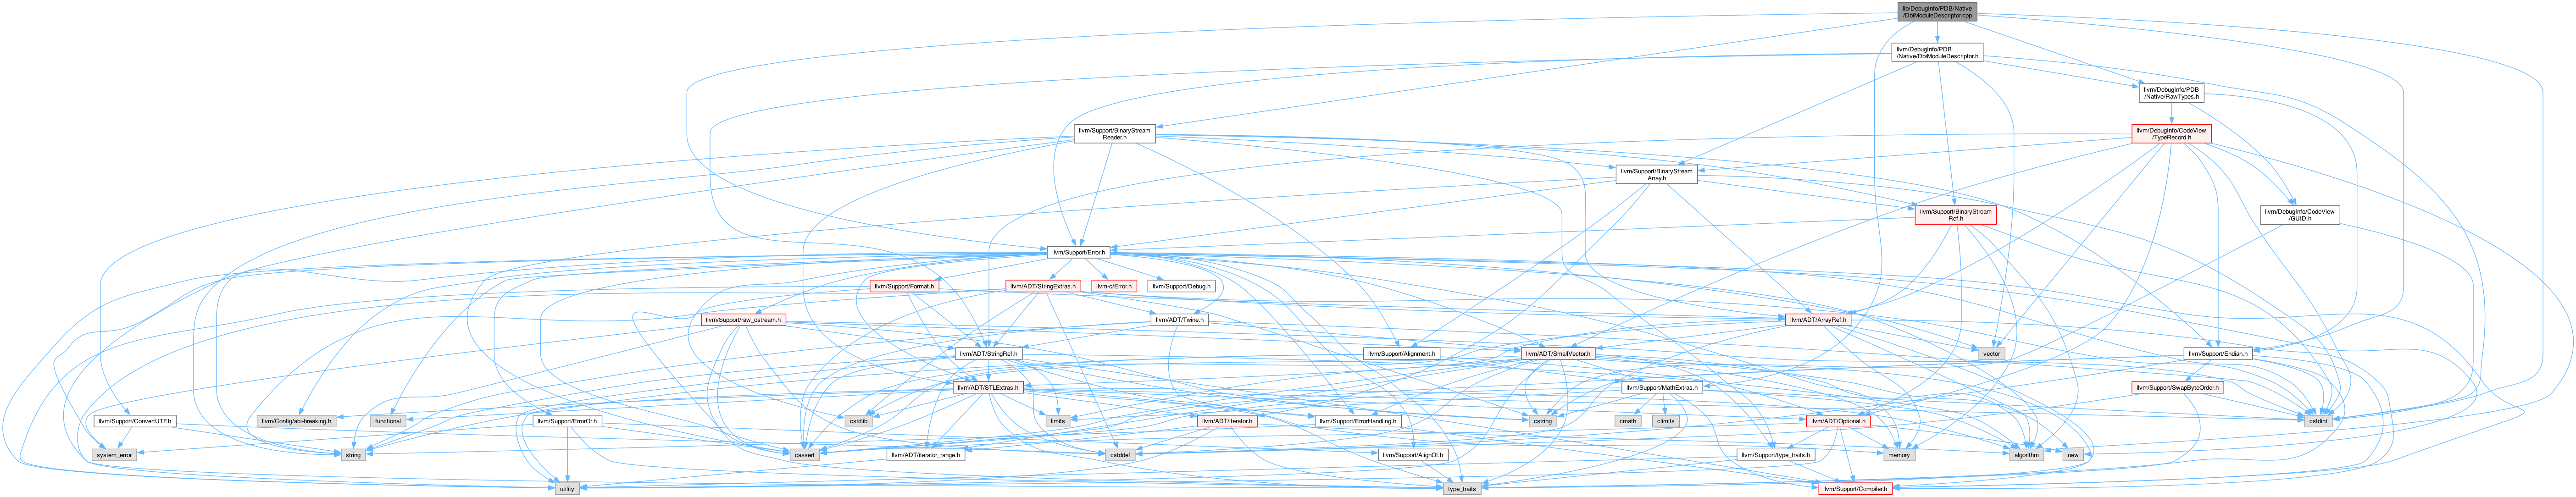 lib/DebugInfo/PDB/Native
/DbiModuleDescriptor.cpp
llvm/DebugInfo/PDB
/Native/DbiModuleDescriptor.h
llvm/DebugInfo/PDB
/Native/RawTypes.h
llvm/Support/BinaryStream
Reader.h
llvm/DebugInfo/CodeView
/TypeRecord.h
llvm/Support/BinaryStream
Array.h
llvm/Support/BinaryStream
Ref.h
llvm/DebugInfo/CodeView
/GUID.h
llvm/Support/Error.h
llvm/Support/Format.h
llvm/ADT/StringExtras.h
llvm-c/Error.h
llvm/Support/Debug.h
llvm/Support/raw_ostream.h
llvm/ADT/Twine.h
llvm/ADT/ArrayRef.h
llvm/ADT/StringRef.h
llvm/Support/Alignment.h
llvm/ADT/SmallVector.h
vector
llvm/Support/Endian.h
llvm/ADT/STLExtras.h
llvm/Support/MathExtras.h
llvm/Support/SwapByteOrder.h
llvm/Support/ConvertUTF.h
llvm/Config/abi-breaking.h
functional
llvm/Support/ErrorOr.h
cstdlib
limits
llvm/ADT/iterator.h
llvm/Support/ErrorHandling.h
cstring
cmath
climits
llvm/ADT/Optional.h
cstdint
system_error
string
cassert
llvm/ADT/iterator_range.h
cstddef
llvm/Support/AlignOf.h
llvm/Support/type_traits.h
memory
algorithm
new
utility
type_traits
llvm/Support/Compiler.h